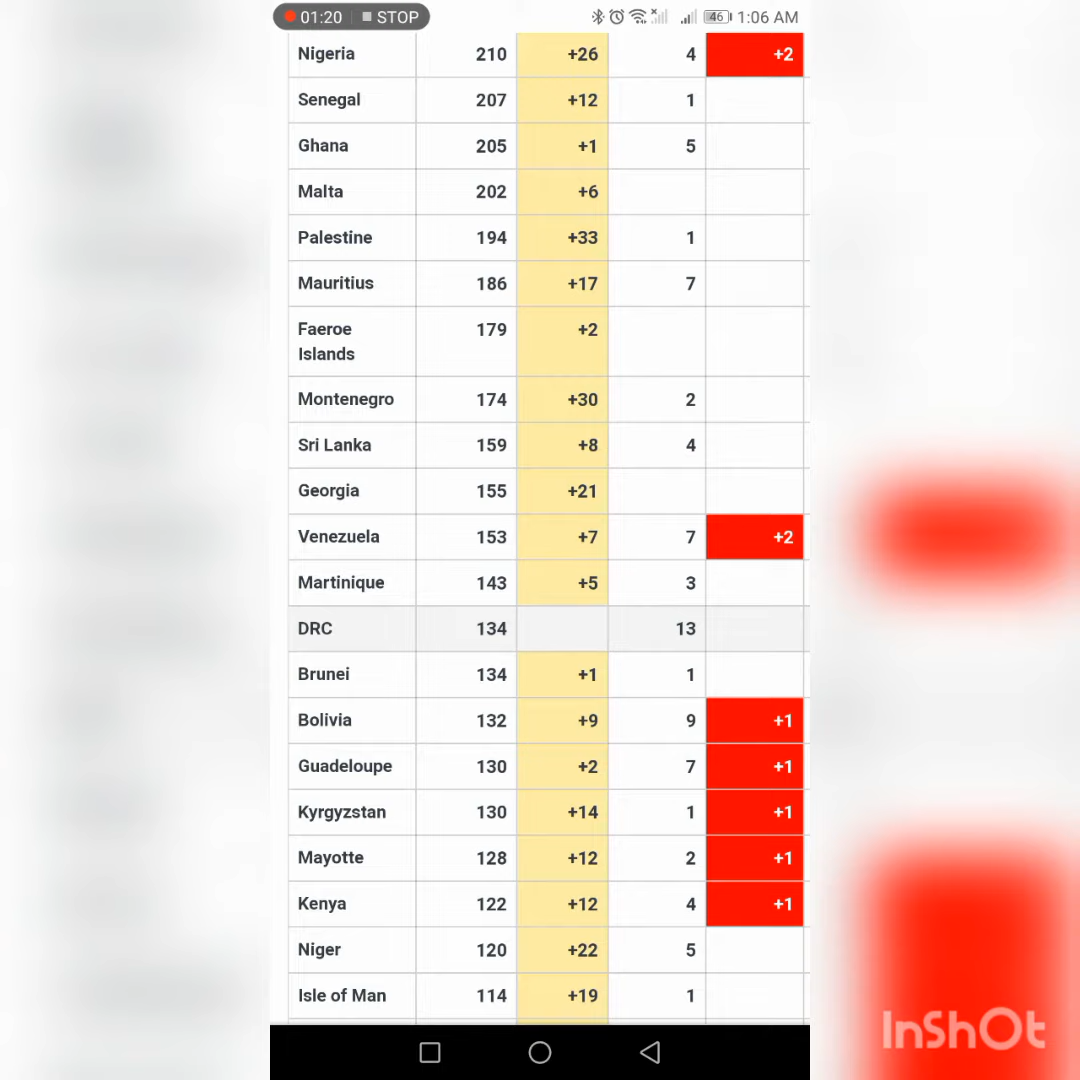 01:20 STOP 46 1:06 AM
Nigeria 210 +26 4 +2
Senegal 207 +12 1
Ghana 205 +1 5
Malta 202 +6
Palestine 194 +33 1
Mauritius 186 +17 7
Faeroe 179 +2
Islands
Montenegro 174 +30 2
Sri Lanka 159 +8 4
Georgia 155 +21
Venezuela 153 +7 7 +2
Martinique 143 +5 3
DRC 134 13
Brunei 134 +1 1
Bolivia 132 +9 9 +1
Guadeloupe 130 +2 7 +1
Kyrgyzstan 130 +14 1 +1
Mayotte 128 +12 2 +1
Kenya 122 +12 4 +1
Niger 120 +22 5
Isle of Man 114 +19 1
InShOt